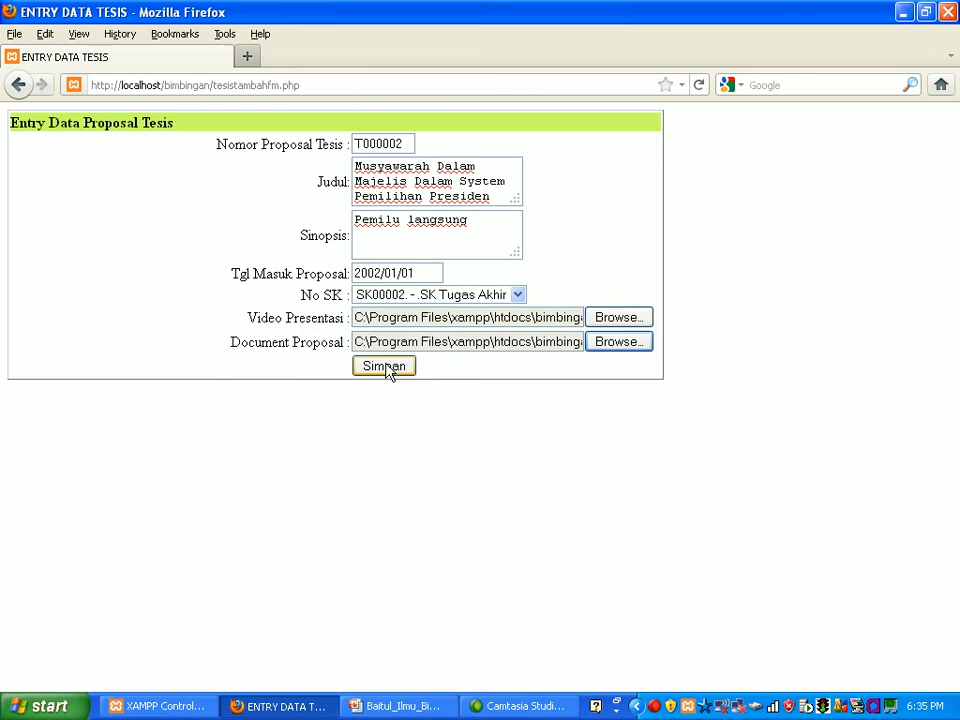 ENTRY DATA TESIS - Mozilla Firefox
File Edit View History Bookmarks Tools Help
ENTRY DATA TESIS
http://localhost/bimbingan/tesistambahfm.php
Google
Entry Data Proposal Tesis
Nomor Proposal Tesis : T000002
Judul: Musyawarah Dalam
Majelis Dalam System
Pemilihan Presiden
Sinopsis: Pemilu langsung
Tgl Masuk Proposal: 2002/01/01
No SK : SK00002. - .SK Tugas Akhir
Video Presentasi : C:\Program Files\xampp\htdocs\bimbinga Browse...
Document Proposal : C:\Program Files\xampp\htdocs\bimbinga Browse...
Simpan
start XAMPP Control... ENTRY DATA T... Baitul_Ilmu_Bi... Camtasia Studi... 6:35 PM